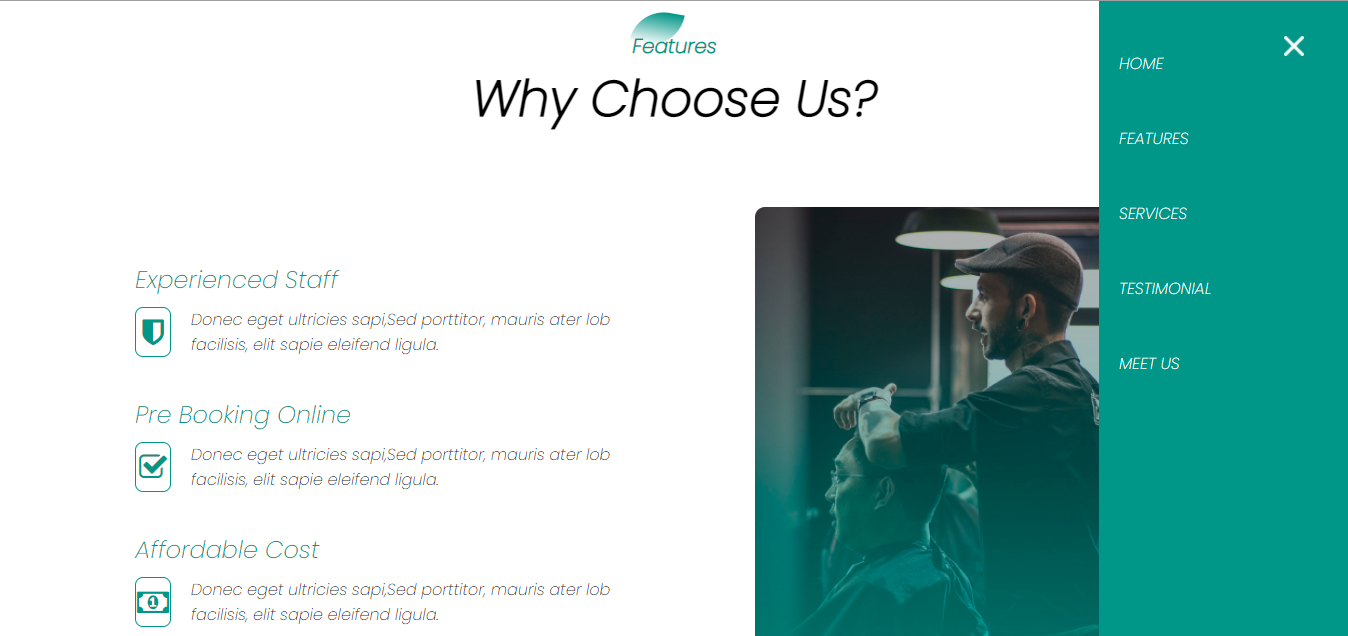 Features
Why Choose Us?
Experienced Staff
Donec eget ultricies sapi,Sed porttitor, mauris ater lob
facilisis, elit sapie eleifend ligula.
Pre Booking Online
Donec eget ultricies sapi,Sed porttitor, mauris ater lob
facilisis, elit sapie eleifend ligula.
Affordable Cost
1
Donec eget ultricies sapi,Sed porttitor, mauris ater lob
facilisis, elit sapie eleifend ligula.
HOME
FEATURES
SERVICES
TESTIMONIAL
MEET US